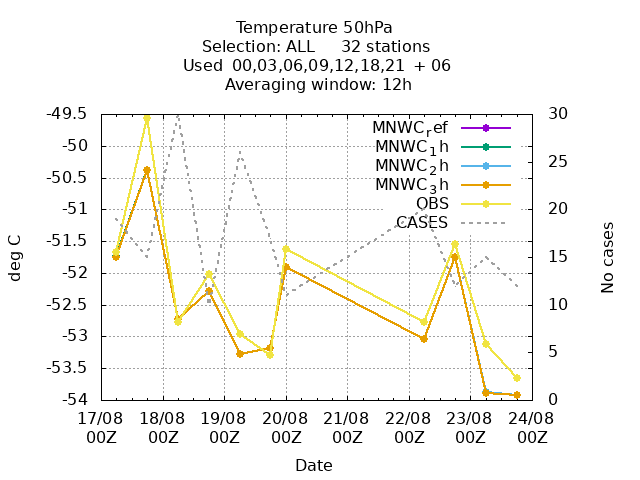 Temperature 50hPa
Selection: ALL 32 stations
Used 00,03,06,09,12,18,21 + 06
Averaging window: 12h
-49.5
-50
-50.5
-51
-51.5
-52
-52.5
-53
-53.5
-54
deg C
MNWC_ref
MNWC_1h
MNWC_2h
MNWC_3h
OBS
CASES
30
25
20
15
10
5
0
No cases
17/08 18/08 19/08 20/08 21/08 22/08 23/08 24/08
00Z 00Z 00Z 00Z 00Z 00Z 00Z 00Z
Date